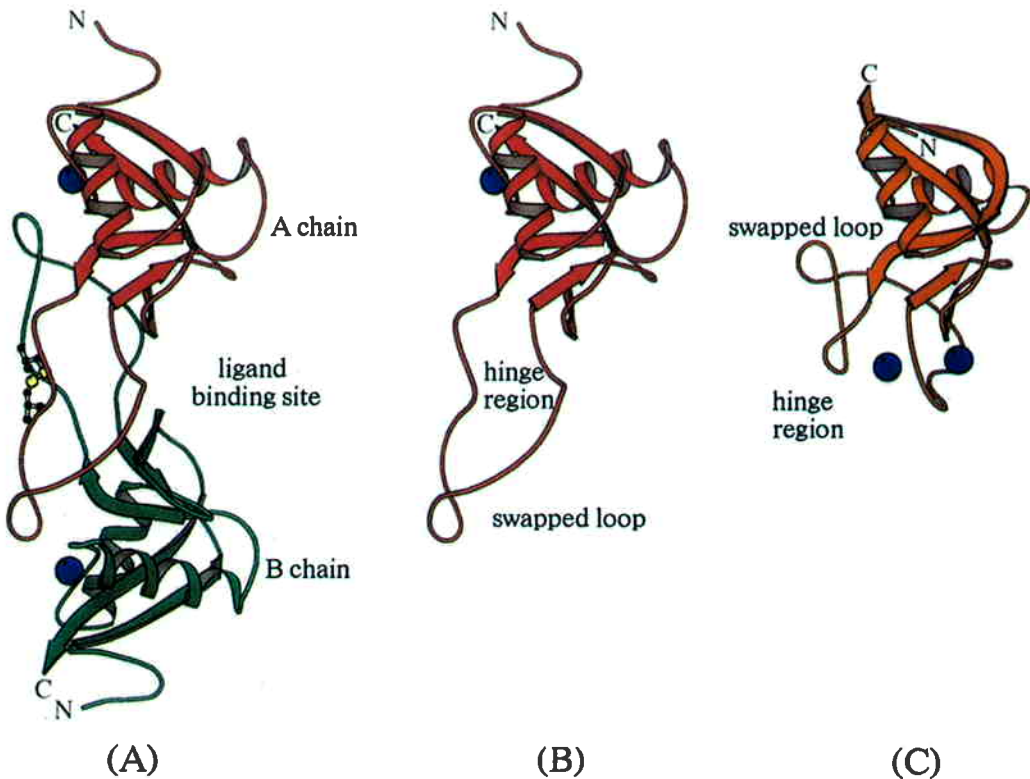 N
C
A chain
ligand
binding site
B chain
C
N
(A)
N
C
hinge
region
swapped loop
(B)
C
N
swapped loop
hinge
region
(C)